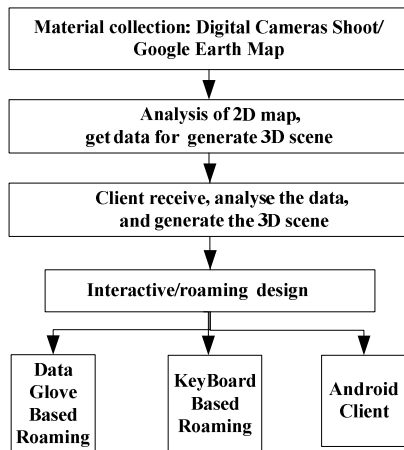 Material collection: Digital Cameras Shoot/
Google Earth Map
Analysis of 2D map,
get data for generate 3D scene
Client receive, analyse the data,
and generate the 3D scene
Interactive/roaming design
Data
Glove
Based
Roaming
KeyBoard
Based
Roaming
Android
Client